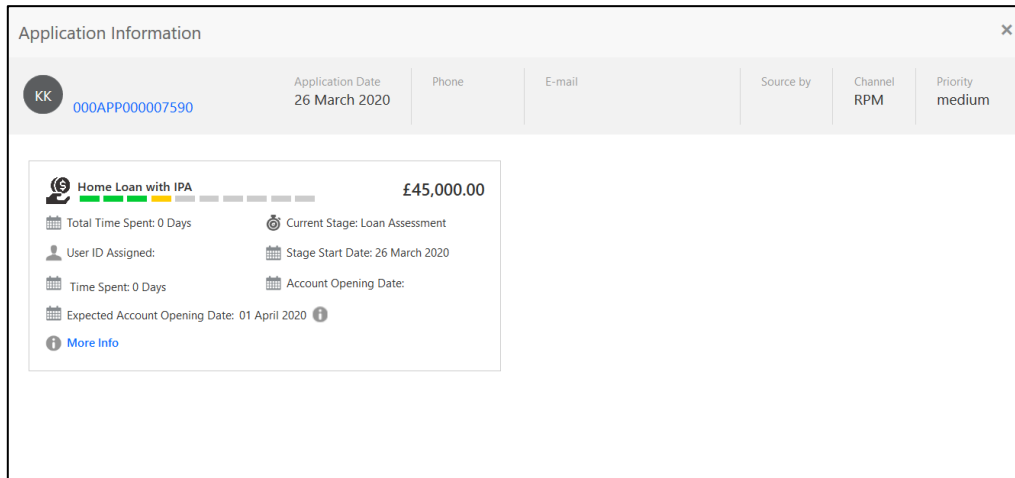 Application Information
×
KK
000APP000007590
Application Date
26 March 2020
Phone
E-mail
Source by
Channel
RPM
Priority
medium
Home Loan with IPA
£45,000.00
Total Time Spent: 0 Days
Current Stage: Loan Assessment
User ID Assigned:
Stage Start Date: 26 March 2020
Time Spent: 0 Days
Account Opening Date:
Expected Account Opening Date: 01 April 2020
More Info